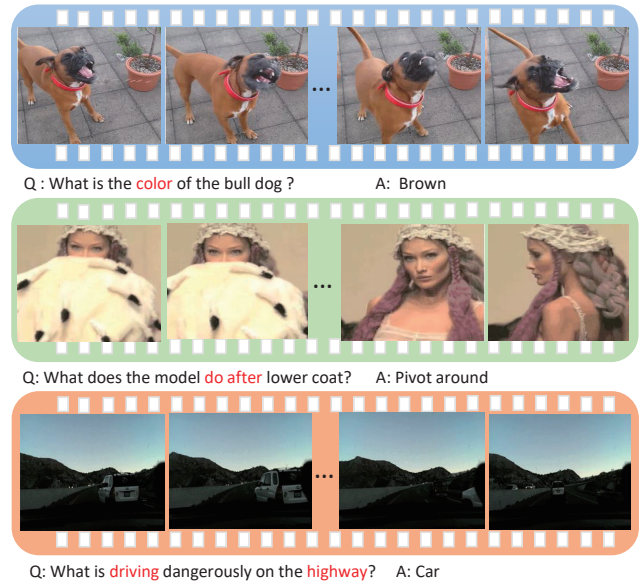 ...
Q : What is the color of the bull dog ? A: Brown
...
Q: What does the model do after lower coat? A: Pivot around
...
Q: What is driving dangerously on the highway? A: Car